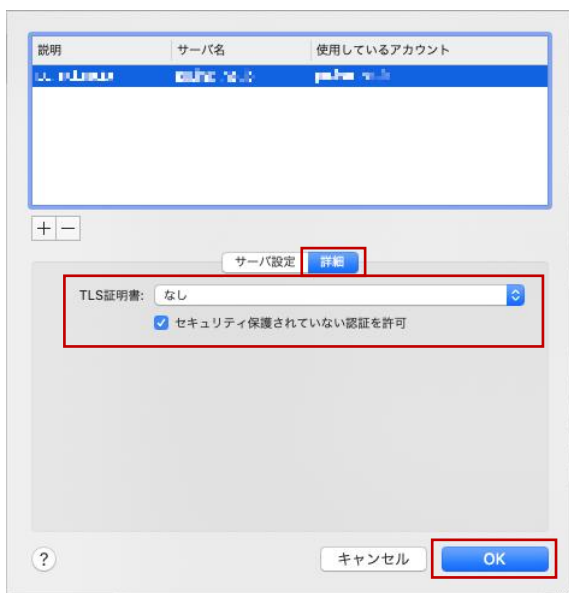 説明 サーバ名 使用しているアカウント
+ −
サーバ設定 詳細
TLS証明書: なし
セキュリティ保護されていない認証を許可
? キャンセル OK